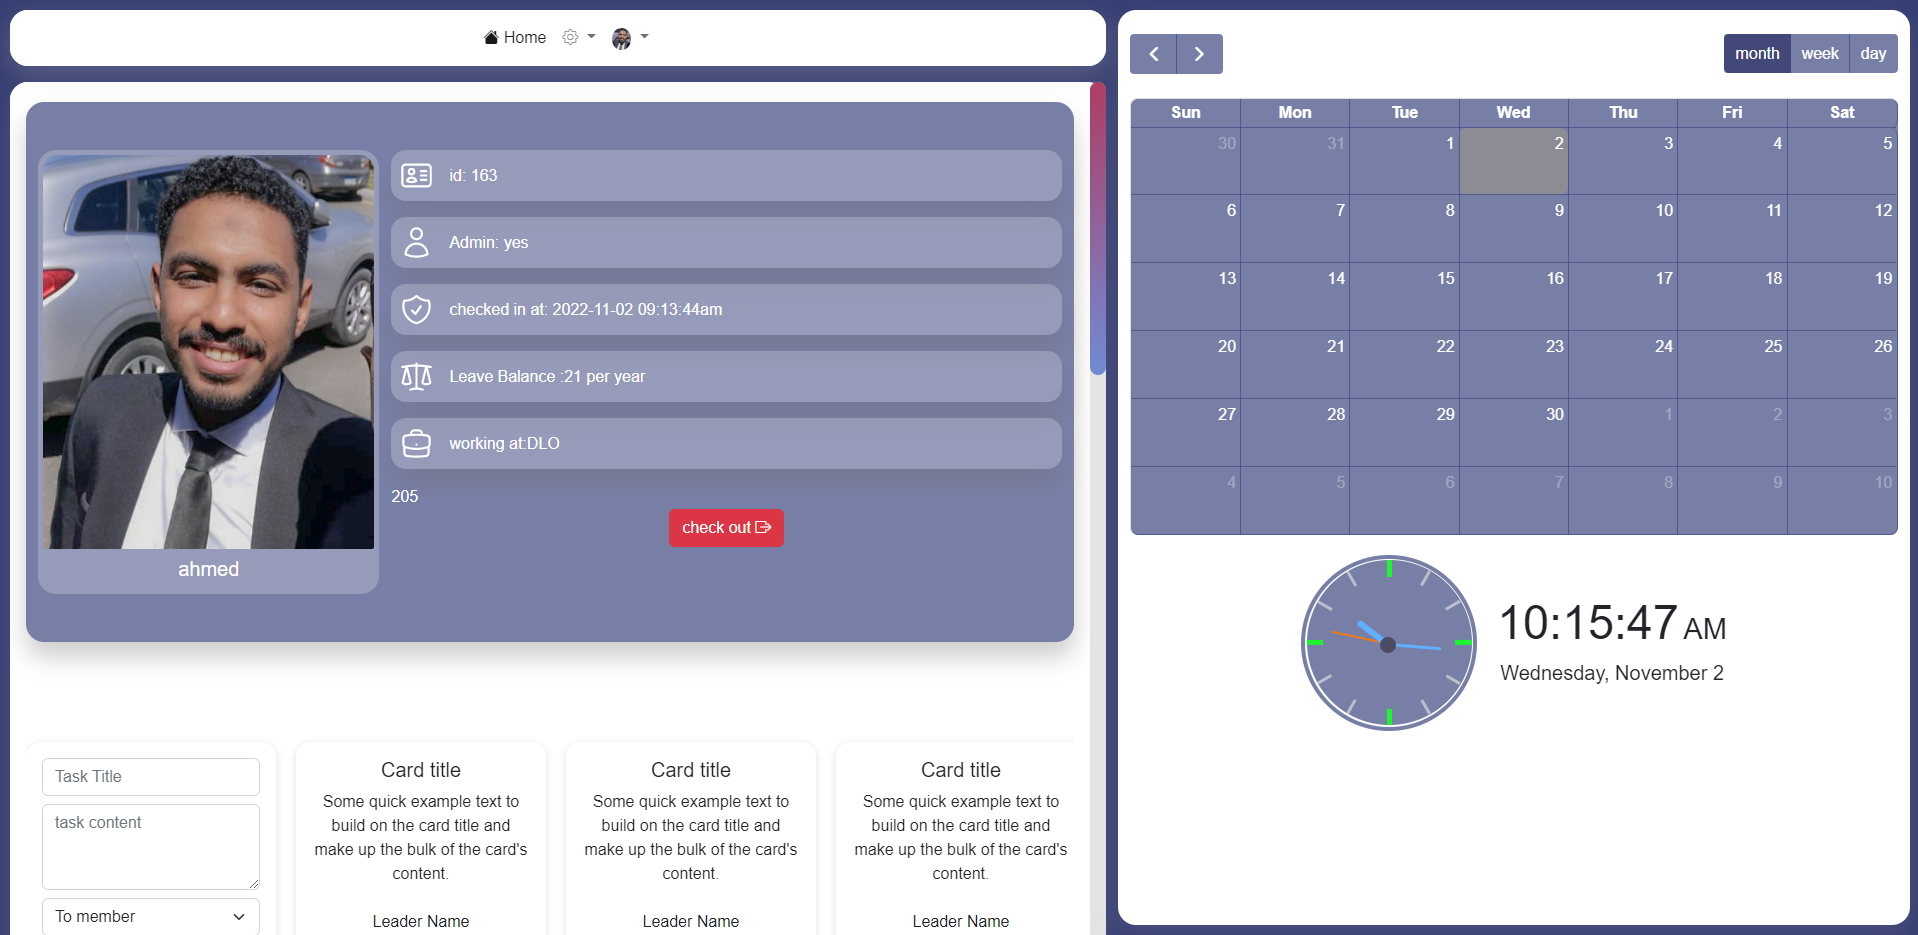 Home
id: 163
Admin: yes
checked in at: 2022-11-02 09:13:44am
Leave Balance :21 per year
working at:DLO
205
check out
ahmed
Task Title
task content
To member
Card title
Some quick example text to
build on the card title and
make up the bulk of the card's
content.
Leader Name
Card title
Some quick example text to
build on the card title and
make up the bulk of the card's
content.
Leader Name
Card title
Some quick example text to
build on the card title and
make up the bulk of the card's
content.
Leader Name
month week day
Sun Mon Tue Wed Thu Fri Sat
30 31 1 2 3 4 5
6 7 8 9 10 11 12
13 14 15 16 17 18 19
20 21 22 23 24 25 26
27 28 29 30 1 2 3
4 5 6 7 8 9 10
10:15:47 AM
Wednesday, November 2